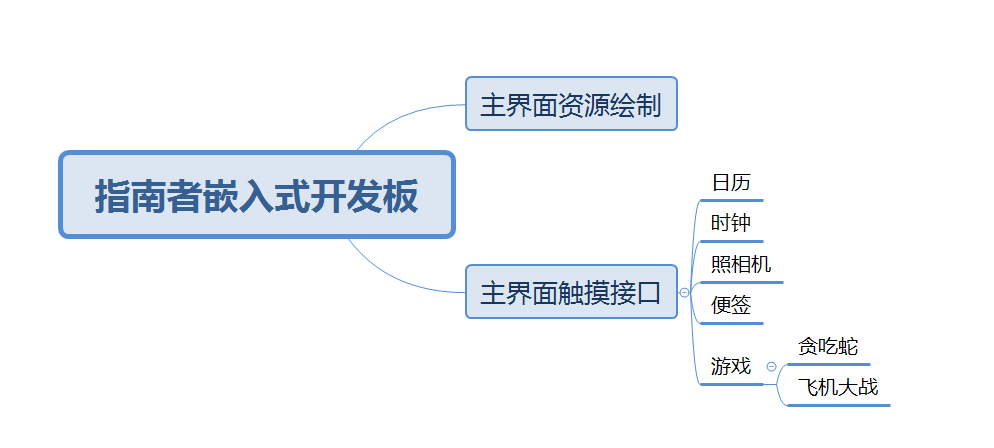 指南者嵌入式开发板
主界面资源绘制
主界面触摸接口
日历
时钟
照相机
便签
游戏
贪吃蛇
飞机大战